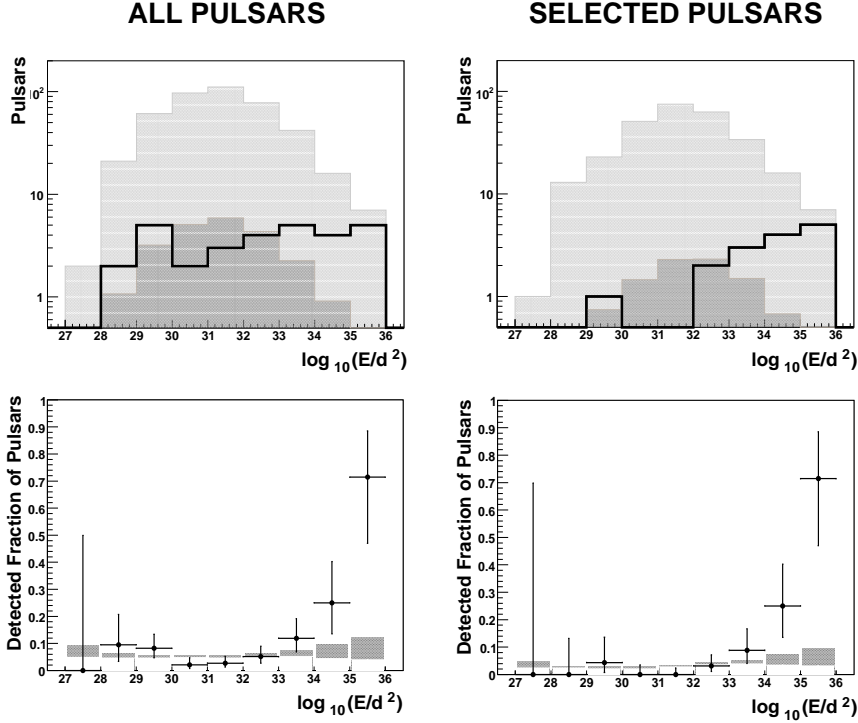 ALL PULSARS
SELECTED PULSARS
Pulsars
10²
10
1
27 28 29 30 31 32 33 34 35 36
log 10 (E/d 2)
Pulsars
10²
10
1
27 28 29 30 31 32 33 34 35 36
log 10 (E/d 2)
Detected Fraction of Pulsars
1
0.9
0.8
0.7
0.6
0.5
0.4
0.3
0.2
0.1
0
27 28 29 30 31 32 33 34 35 36
log 10 (E/d 2)
Detected Fraction of Pulsars
1
0.9
0.8
0.7
0.6
0.5
0.4
0.3
0.2
0.1
0
27 28 29 30 31 32 33 34 35 36
log 10 (E/d 2)